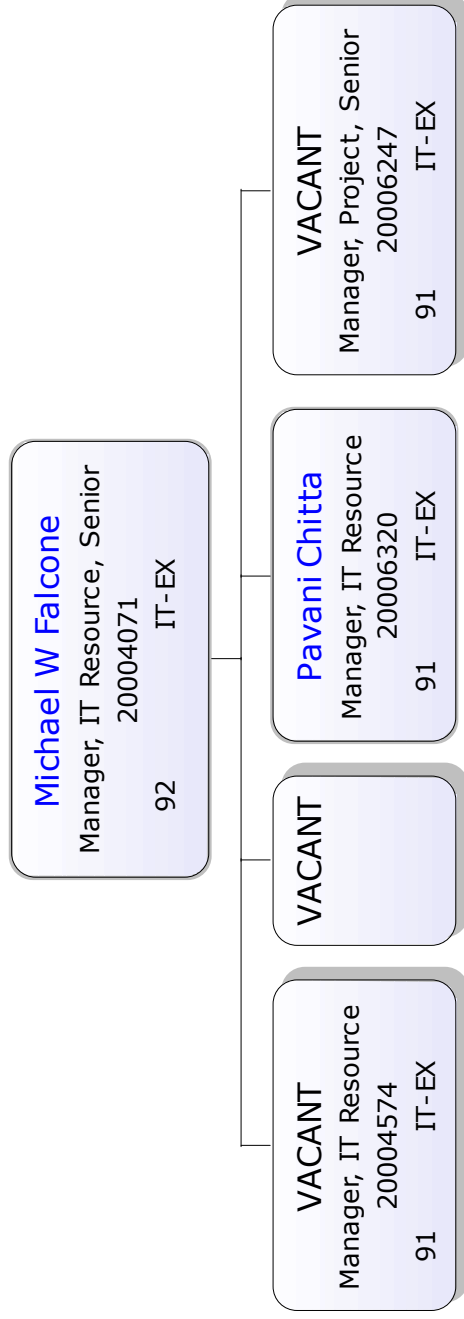 Michael W Falcone
Manager, IT Resource, Senior
20004071
92 IT-EX
VACANT
Manager, IT Resource
20004574
91 IT-EX
VACANT
Pavani Chitta
Manager, IT Resource
20006320
91 IT-EX
VACANT
Manager, Project, Senior
20006247
91 IT-EX